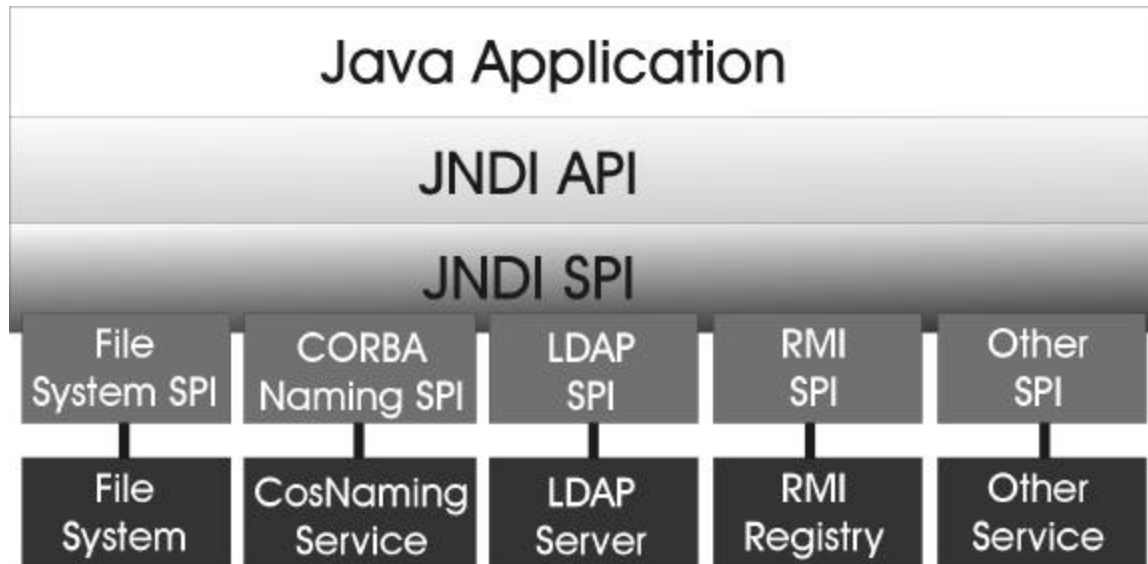 Java Application
JNDI API
JNDI SPI
File
System SPI
CORBA
Naming SPI
LDAP
SPI
RMI
SPI
Other
SPI
File
System
CosNaming
Service
LDAP
Server
RMI
Registry
Other
Service